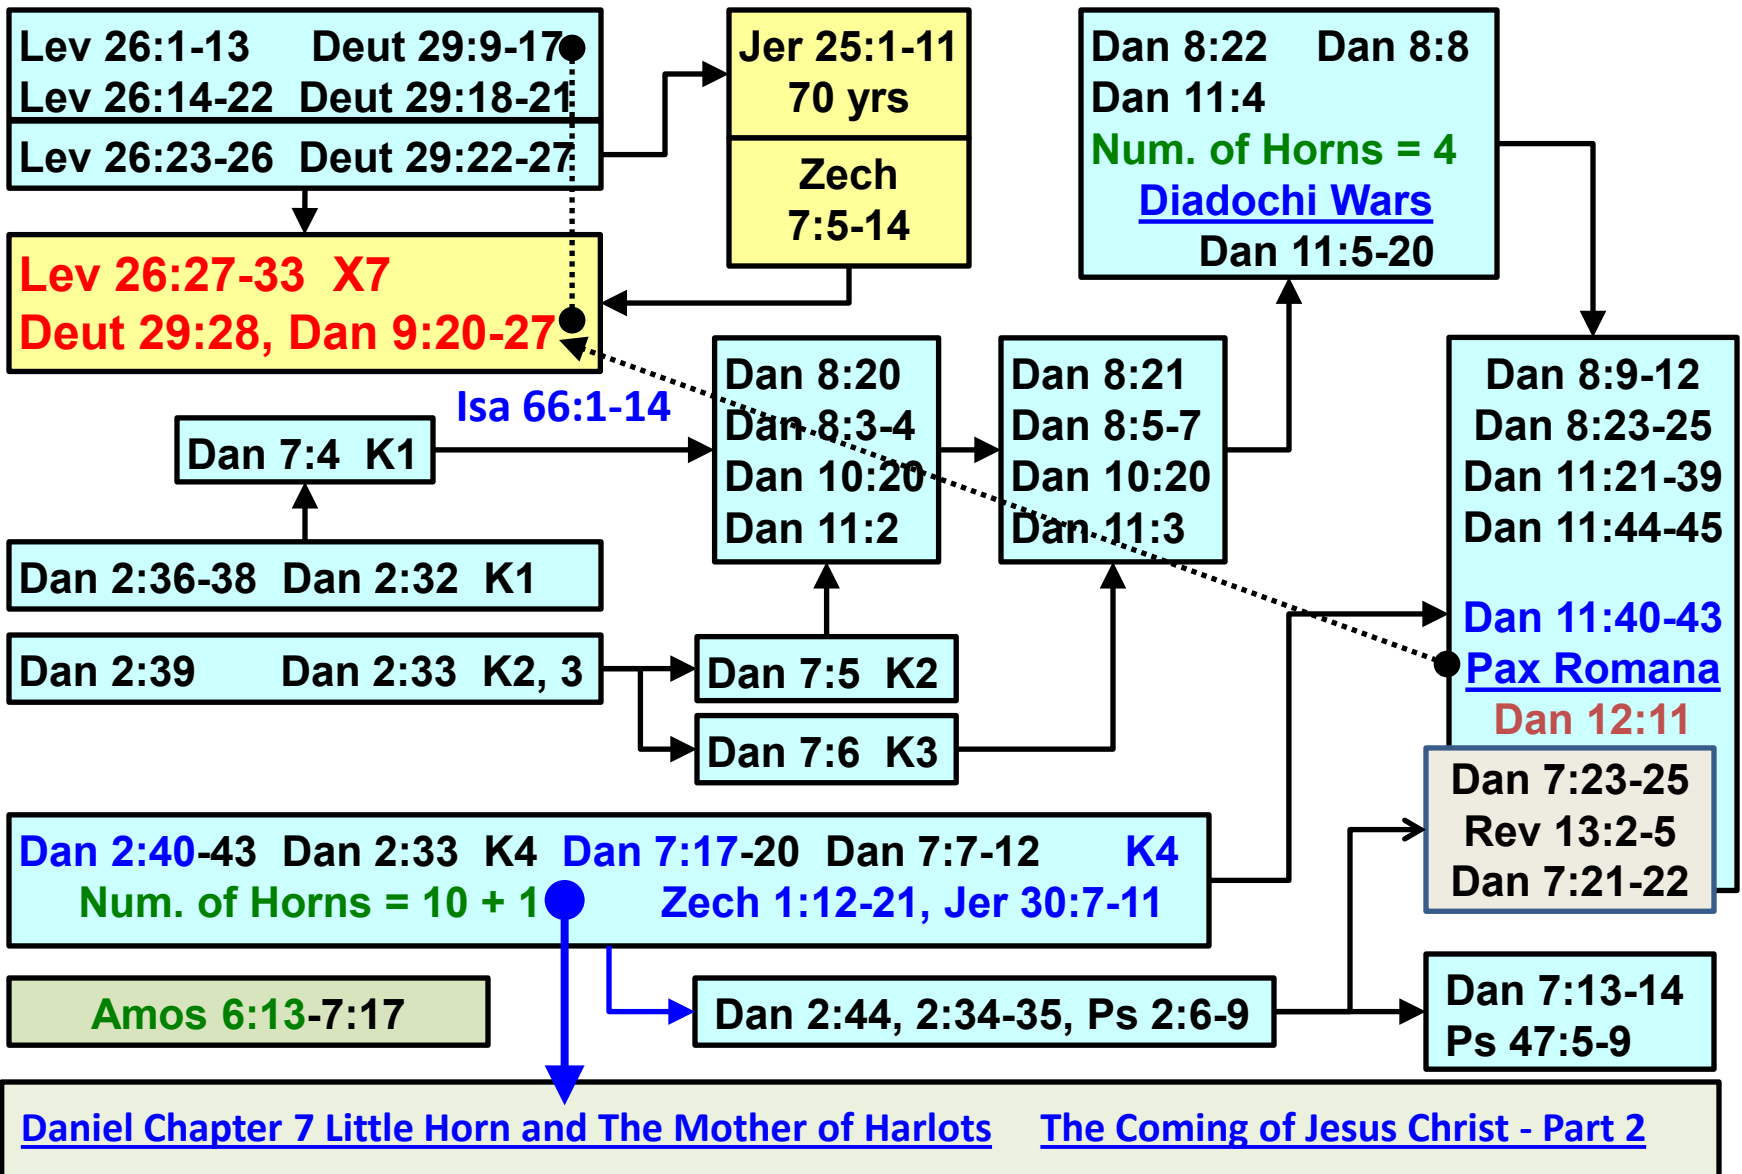 Lev 26:1-13 Deut 29:9-17
Lev 26:14-22 Deut 29:18-21
Lev 26:23-26 Deut 29:22-27
Jer 25:1-11
70 yrs
Zech
7:5-14
Dan 8:22 Dan 8:8
Dan 11:4
Num. of Horns = 4
Diadochi Wars
Dan 11:5-20
Lev 26:27-33 X7
Deut 29:28, Dan 9:20-27
Isa 66:1-14
Dan 7:4 K1
Dan 8:20
Dan 8:3-4
Dan 10:20
Dan 11:2
Dan 8:21
Dan 8:5-7
Dan 10:20
Dan 11:3
Dan 8:9-12
Dan 8:23-25
Dan 11:21-39
Dan 11:44-45
Dan 11:40-43
Pax Romana
Dan 12:11
Dan 2:36-38 Dan 2:32 K1
Dan 2:39 Dan 2:33 K2, 3
Dan 7:5 K2
Dan 7:6 K3
Dan 7:23-25
Rev 13:2-5
Dan 7:21-22
Dan 2:40-43 Dan 2:33 K4 Dan 7:17-20 Dan 7:7-12 K4
Num. of Horns = 10 + 1 Zech 1:12-21, Jer 30:7-11
Amos 6:13-7:17
Dan 2:44, 2:34-35, Ps 2:6-9
Dan 7:13-14
Ps 47:5-9
Daniel Chapter 7 Little Horn and The Mother of Harlots The Coming of Jesus Christ - Part 2